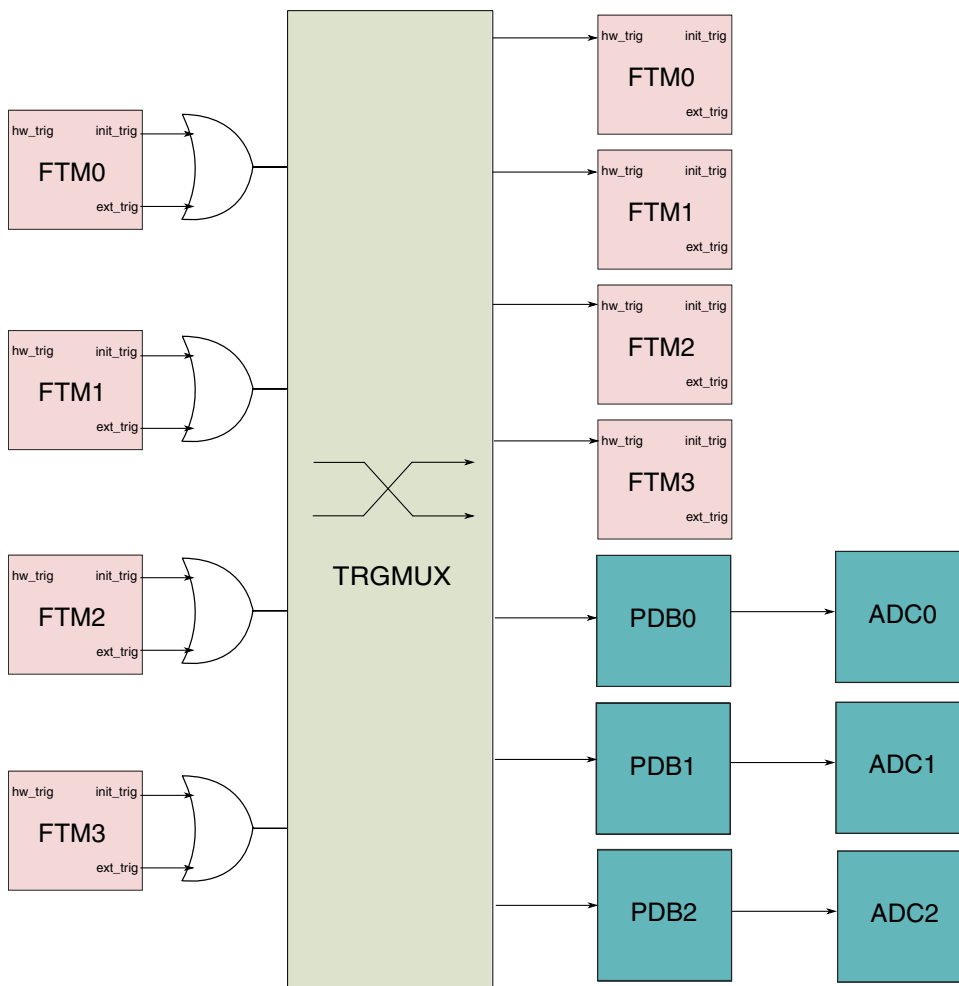 hw_trig init_trig
FTM0
ext_trig
hw_trig init_trig
FTM1
ext_trig
hw_trig init_trig
FTM2
ext_trig
hw_trig init_trig
FTM3
ext_trig
TRGMUX
hw_trig init_trig
FTM0
ext_trig
hw_trig init_trig
FTM1
ext_trig
hw_trig init_trig
FTM2
ext_trig
hw_trig init_trig
FTM3
ext_trig
PDB0
ADC0
PDB1
ADC1
PDB2
ADC2